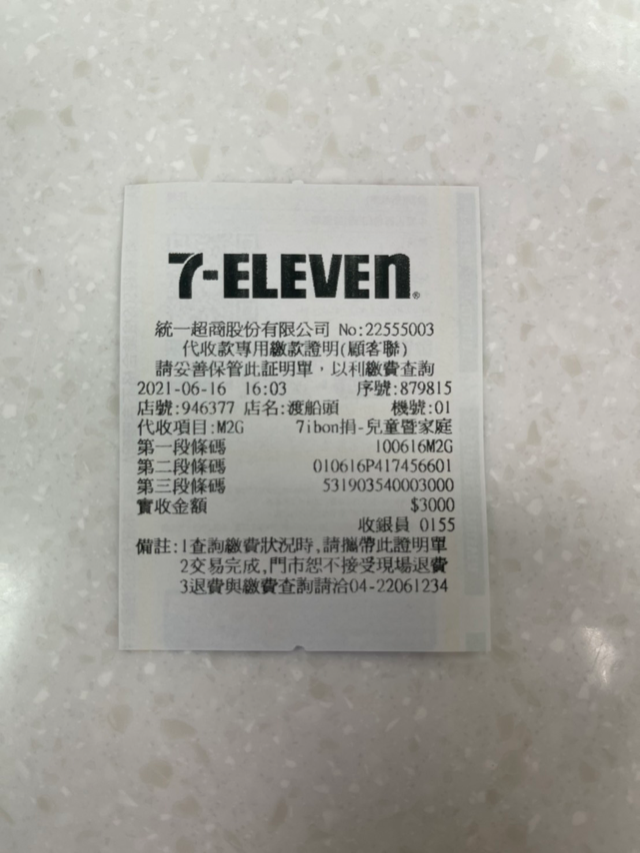 7-ELEVEN®
統一超商股份有限公司 No:22555003
代收款專用繳款證明(顧客聯)
請妥善保管此証明單，以利繳費查詢
2021-06-16 16:03 序號:879815
店號:946377 店名:渡船頭 機號:01
代收項目:M2G 7ibon捐-兒童暨家庭
第一段條碼 100616M2G
第二段條碼 010616P417456601
第三段條碼 531903540003000
實收金額 $3000
收銀員 0155
備註:1查詢繳費狀況時,請攜帶此證明單
2交易完成,門市恕不接受現場退費
3退費與繳費查詢請洽04-22061234